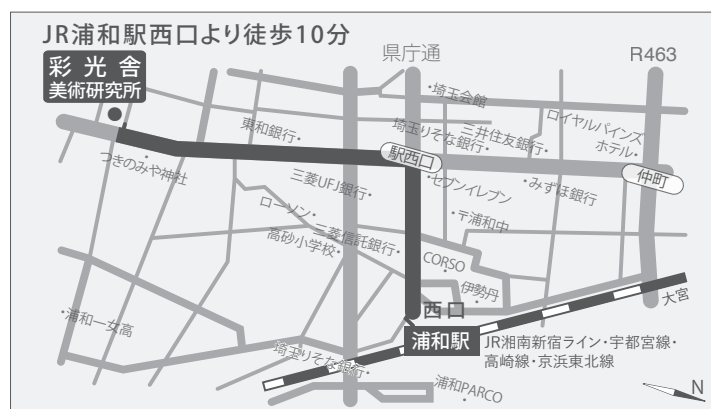 JR浦和駅西口より徒歩10分
彩光舎
美術研究所
県庁通
R463
・埼玉会館
ロイヤルパインズ
ホテル・
東和銀行・
埼玉りそな銀行・
三井住友銀行・
駅西口
仲町
つきのみや神社
三菱UFJ銀行・
・セブンイレブン
・みずほ銀行
ローソン・
・〒浦和中
三菱信託銀行・
高砂小学校・
CORSO
伊勢丹
大宮
・浦和一女高
西口
浦和駅
JR湘南新宿ライン・宇都宮線・
高崎線・京浜東北線
埼玉りそな銀行・
浦和PARCO
N